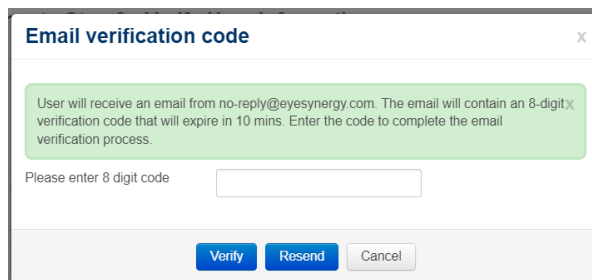 Email verification code
x
User will receive an email from no-reply@eyesynergy.com. The email will contain an 8-digit x
verification code that will expire in 10 mins. Enter the code to complete the email
verification process.
Please enter 8 digit code
Verify Resend Cancel